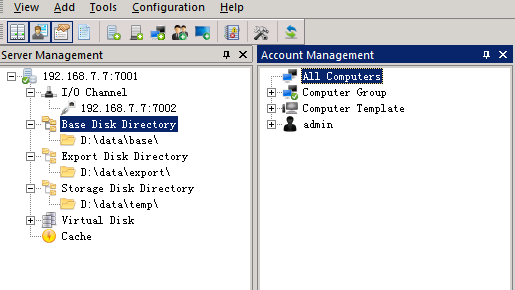 View Add Tools Configuration Help
Server Management
192.168.7.7:7001
I/O Channel
192.168.7.7:7002
Base Disk Directory
D:\data\base\
Export Disk Directory
D:\data\export\
Storage Disk Directory
D:\data\temp\
Virtual Disk
Cache
Account Management
All Computers
Computer Group
Computer Template
admin